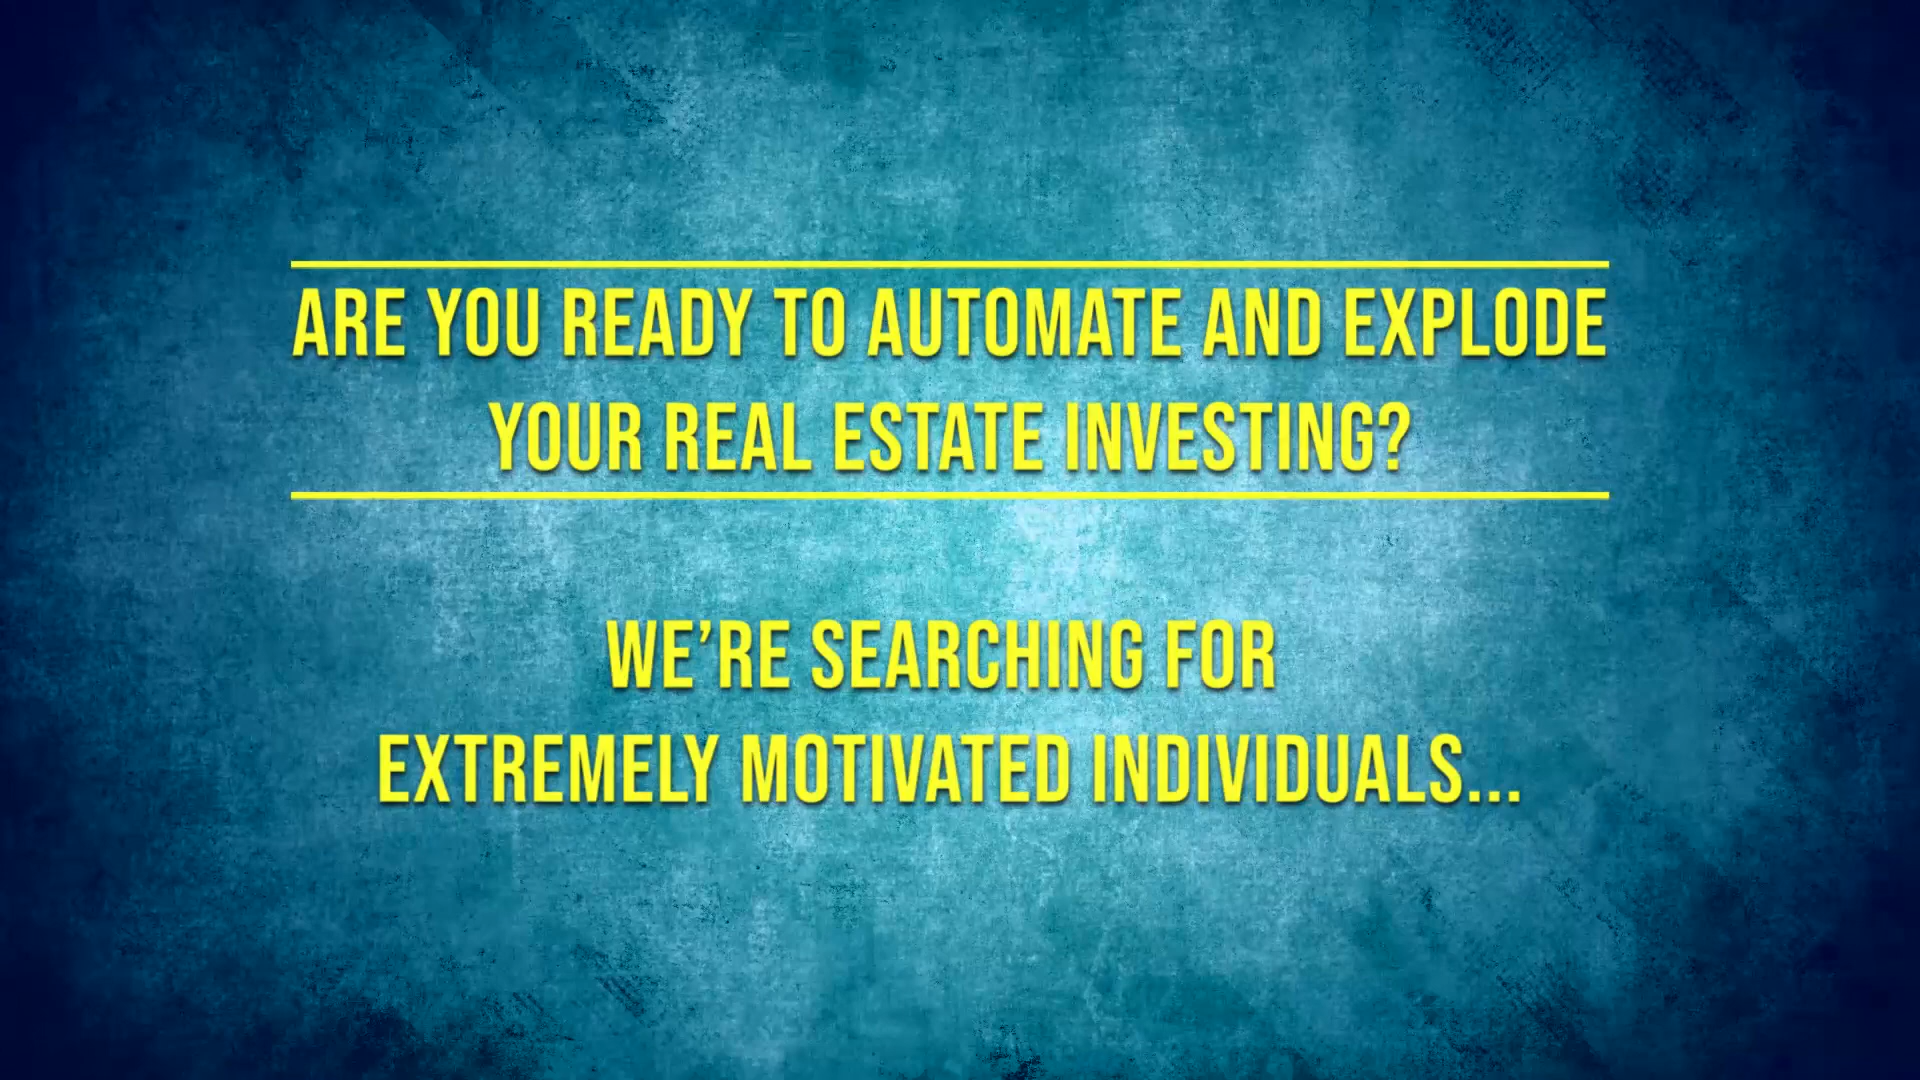 ARE YOU READY TO AUTOMATE AND EXPLODE
YOUR REAL ESTATE INVESTING?
WE’RE SEARCHING FOR
EXTREMELY MOTIVATED INDIVIDUALS...